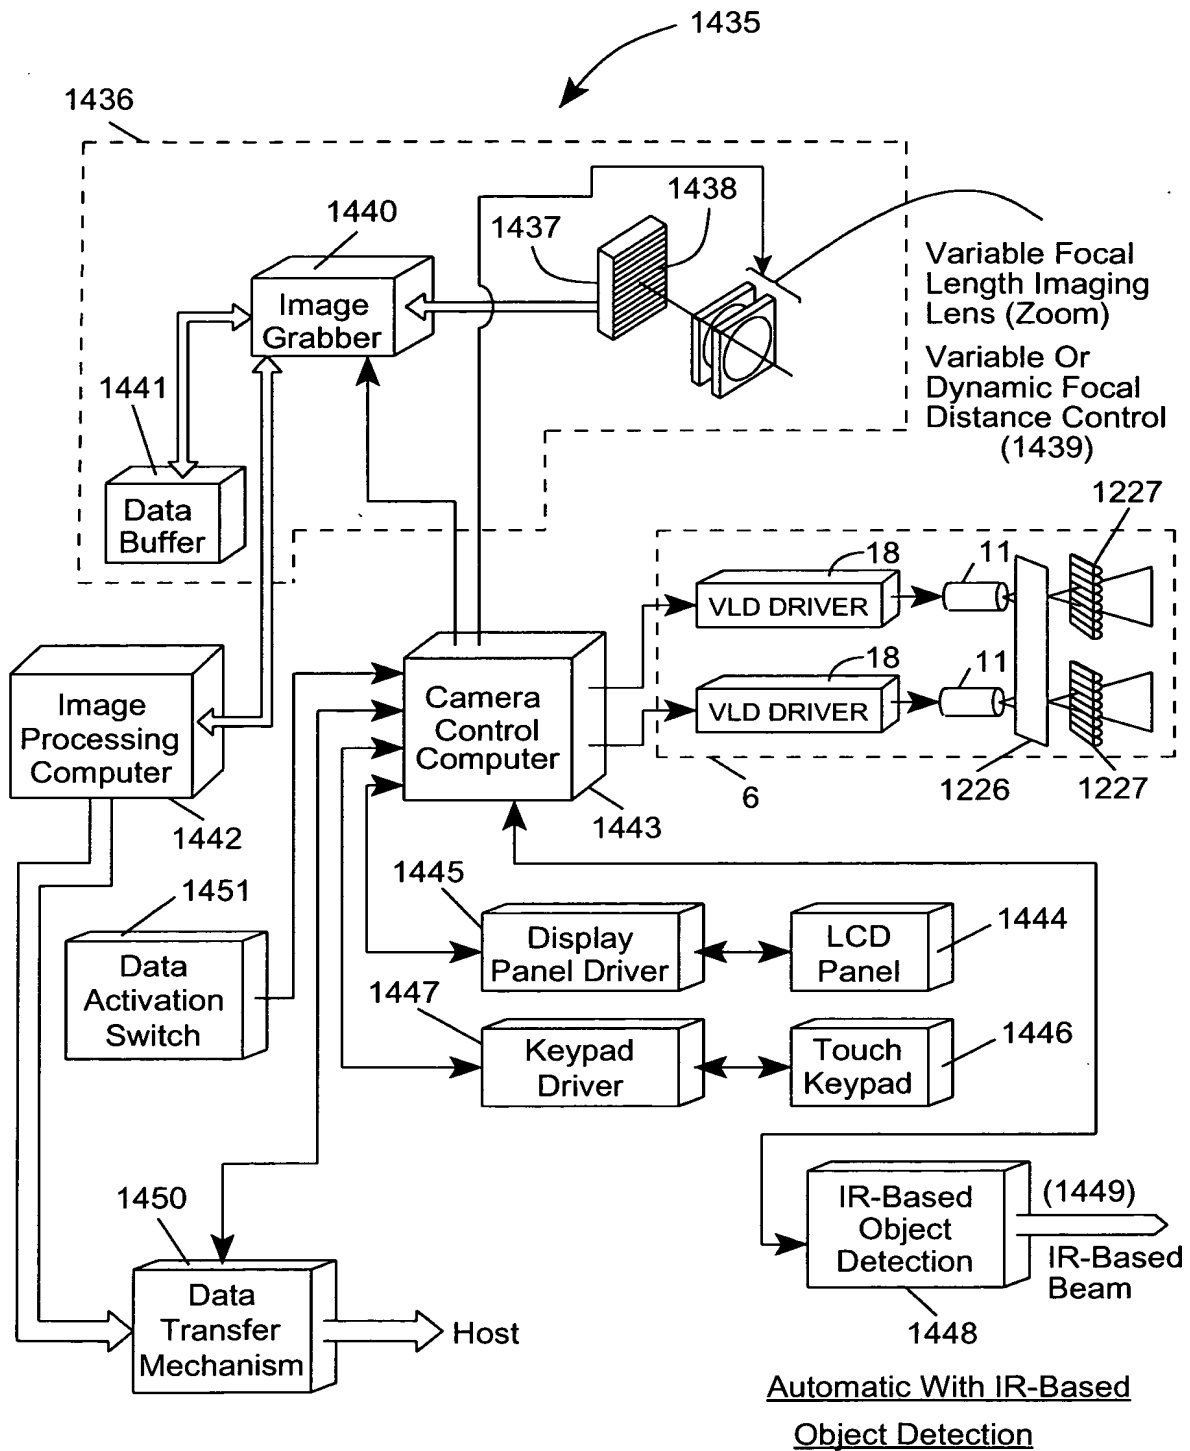 1435
1436
1440
1437
1438
Image
Grabber
Variable Focal
Length Imaging
Lens (Zoom)
Variable Or
Dynamic Focal
Distance Control
(1439)
1441
Data
Buffer
1227
18
11
VLD DRIVER
18
11
VLD DRIVER
6
1226
1227
Image
Processing
Computer
1442
Camera
Control
Computer
1443
1451
Data
Activation
Switch
1445
Display
Panel Driver
1444
LCD
Panel
1447
Keypad
Driver
1446
Touch
Keypad
1450
Data
Transfer
Mechanism
Host
IR-Based
Object
Detection
(1449)
IR-Based
Beam
1448
Automatic With IR-Based
Object Detection